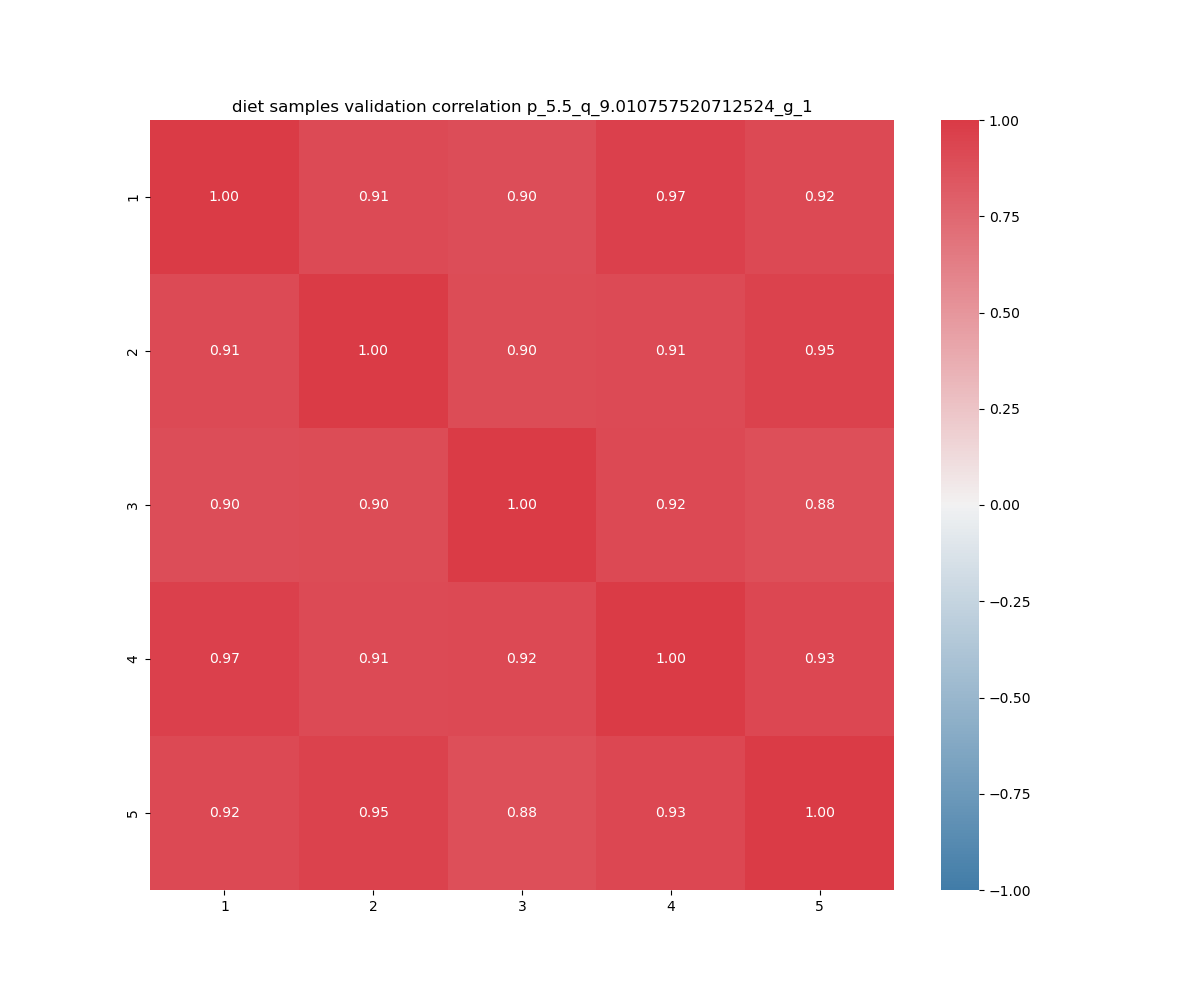 diet samples validation correlation p_5.5_q_9.010757520712524_g_1
1 1.00 0.91 0.90 0.97 0.92
2 0.91 1.00 0.90 0.91 0.95
3 0.90 0.90 1.00 0.92 0.88
4 0.97 0.91 0.92 1.00 0.93
5 0.92 0.95 0.88 0.93 1.00
1 2 3 4 5
1.00
0.75
0.50
0.25
0.00
−0.25
−0.50
−0.75
−1.00